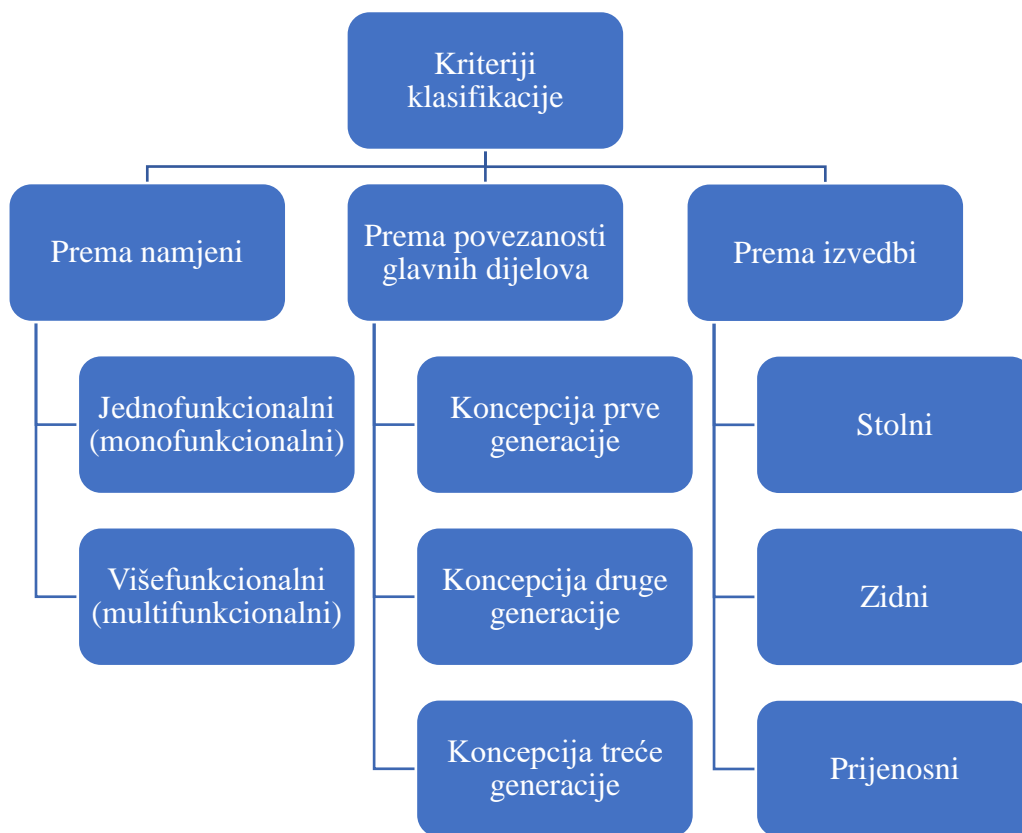 Kriteriji
klasifikacije
Prema namjeni
Prema povezanosti
glavnih dijelova
Prema izvedbi
Jednofunkcionalni
(monofunkcionalni)
Višefunkcionalni
(multifunkcionalni)
Koncepcija prve
generacije
Koncepcija druge
generacije
Koncepcija treće
generacije
Stolni
Zidni
Prijenosni